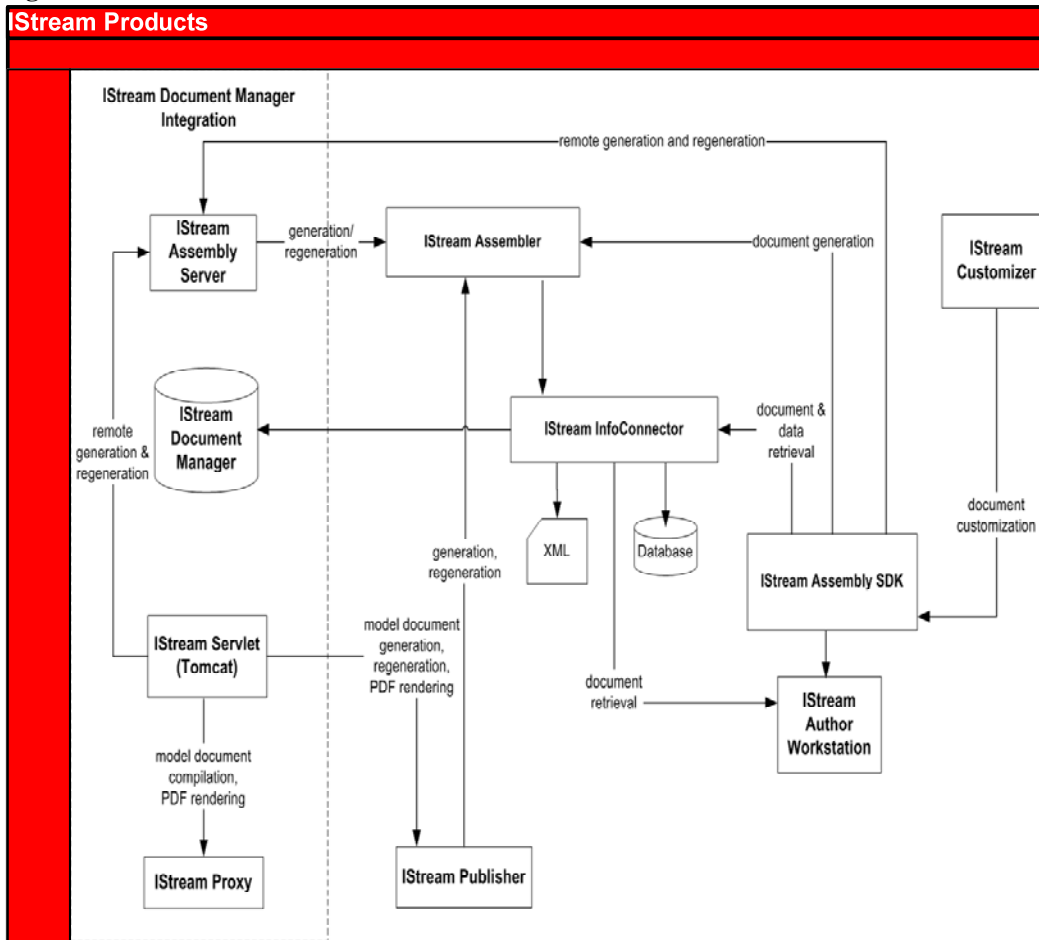 IStream Products
IStream Document Manager
Integration
remote generation and regeneration
IStream
Assembly
Server
generation/
regeneration
IStream Assembler
document generation
IStream
Customizer
IStream
Document
Manager
remote
generation &
regeneration
IStream InfoConnector
document &
data
retrieval
document
customization
XML
Database
generation,
regeneration
IStream Assembly SDK
IStream Servlet
(Tomcat)
model document
generation,
regeneration,
PDF rendering
document
retrieval
IStream
Author
Workstation
model document
compilation,
PDF rendering
IStream Proxy
IStream Publisher